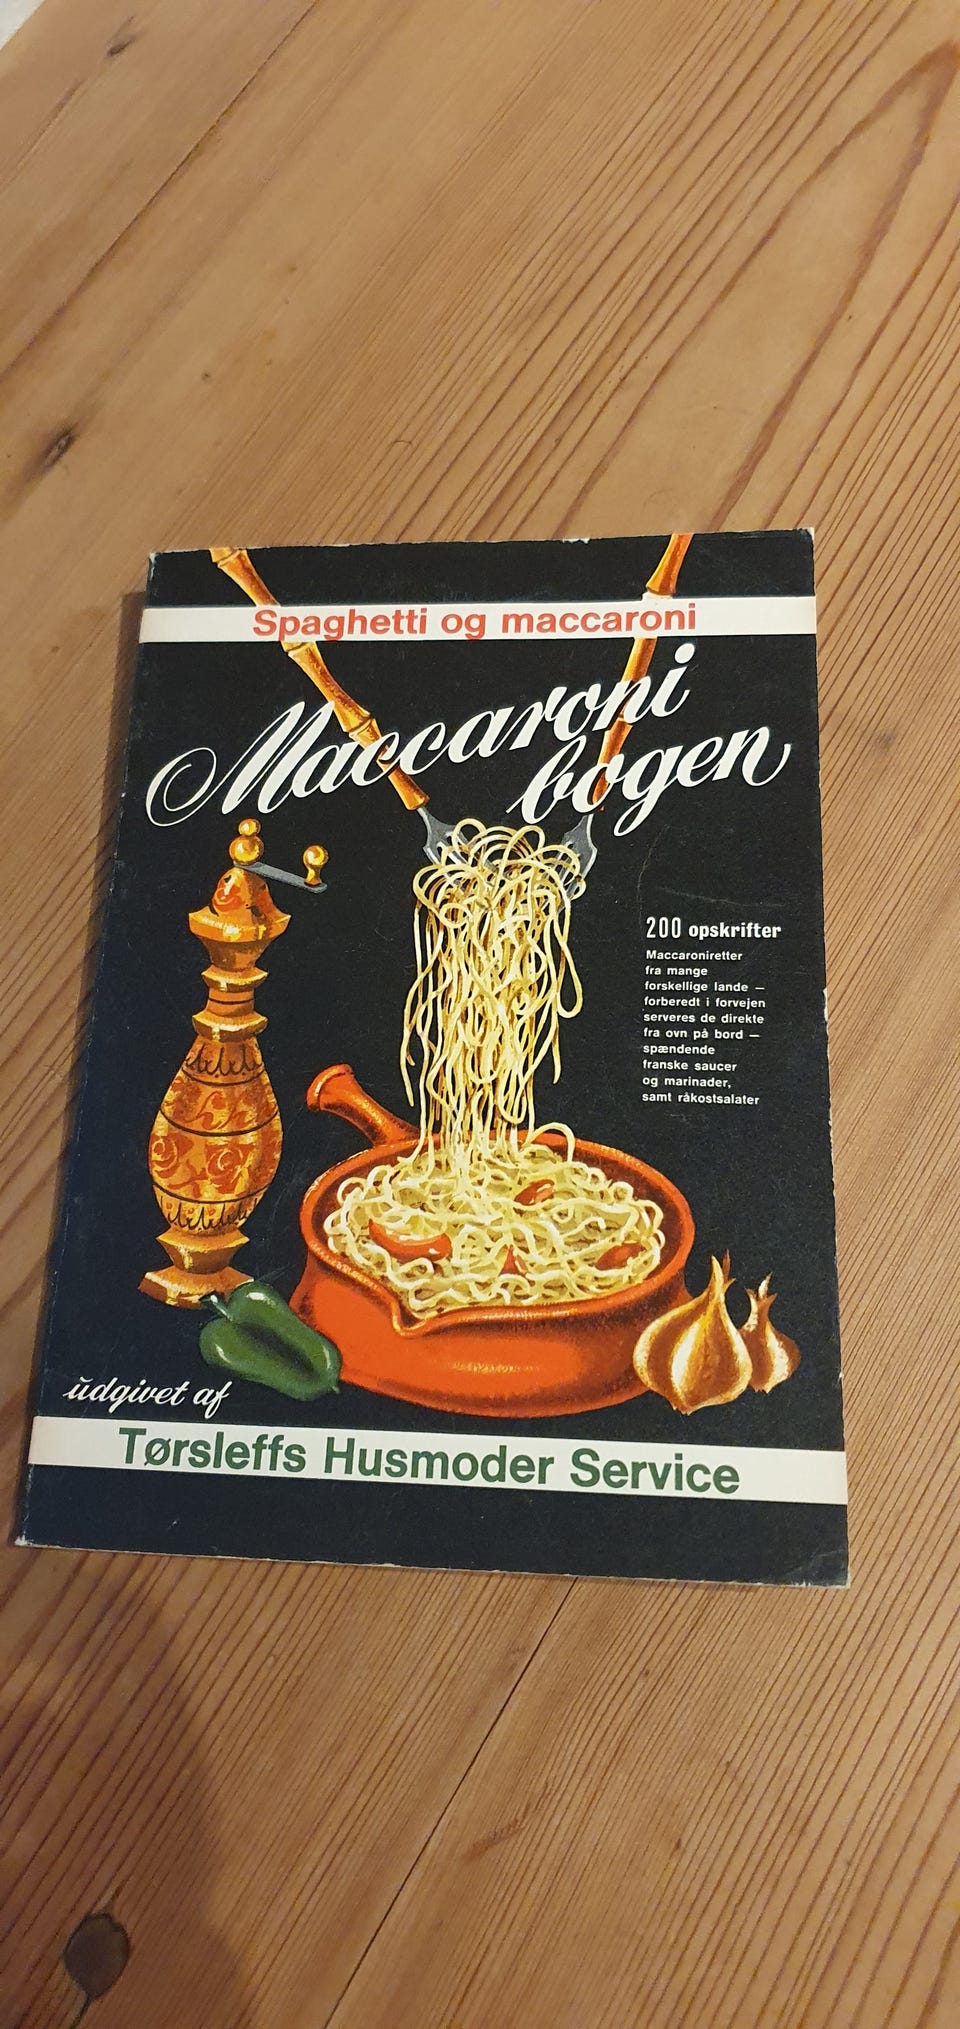 Spaghetti og maccaroni
Maccaroni
bogen
200 opskrifter
Maccaroniretter
fra mange
forskellige lande —
forberedt i forvejen
serveres de direkte
fra ovn på bord —
spændende
franske saucer
og marinader,
samt råkostsalater
udgivet af
Tørsleffs Husmoder Service